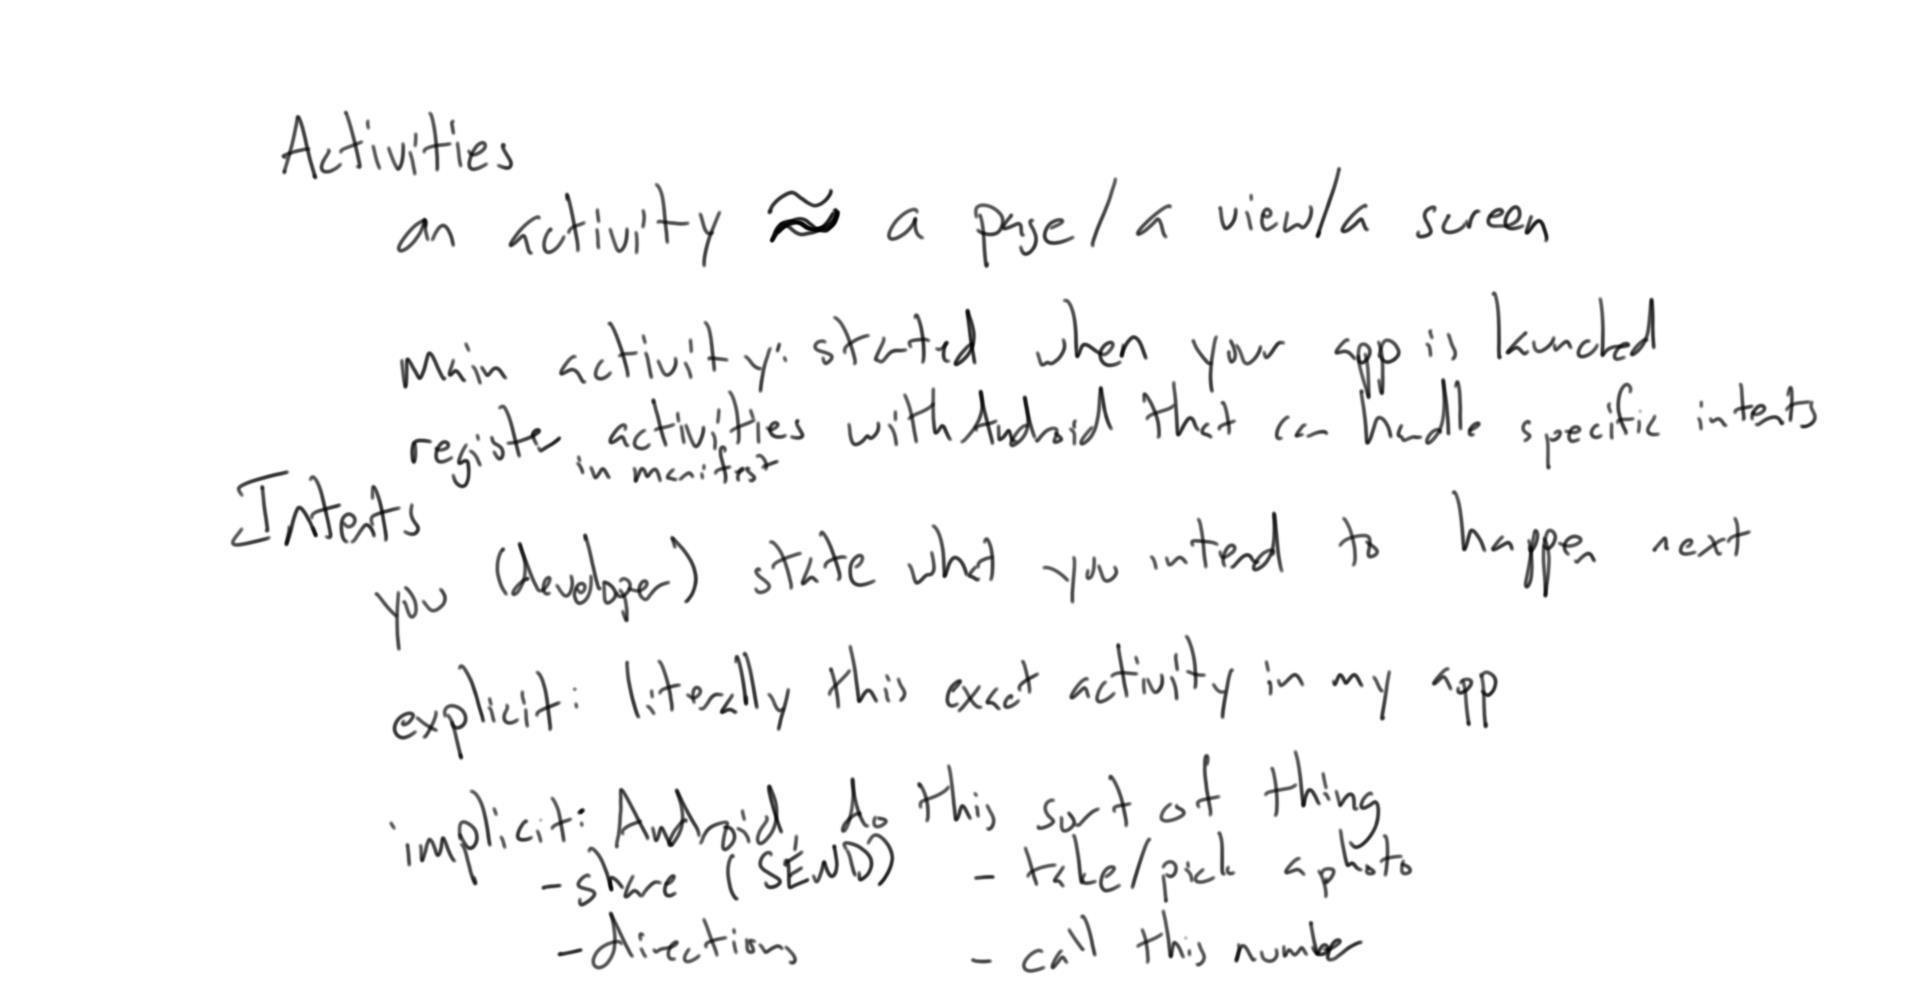 Activities
an activity ≈ a page/a view/a screen
Main activity: started when your app is launched
register activities with Android that can handle specific intents
in manifest
Intents
you (developer) state what you intend to happen next
explicit: literally this exact activity in my app
implicit: Android, do this sort of thing
- share (SEND) - take/pick a photo
- directions - call this number